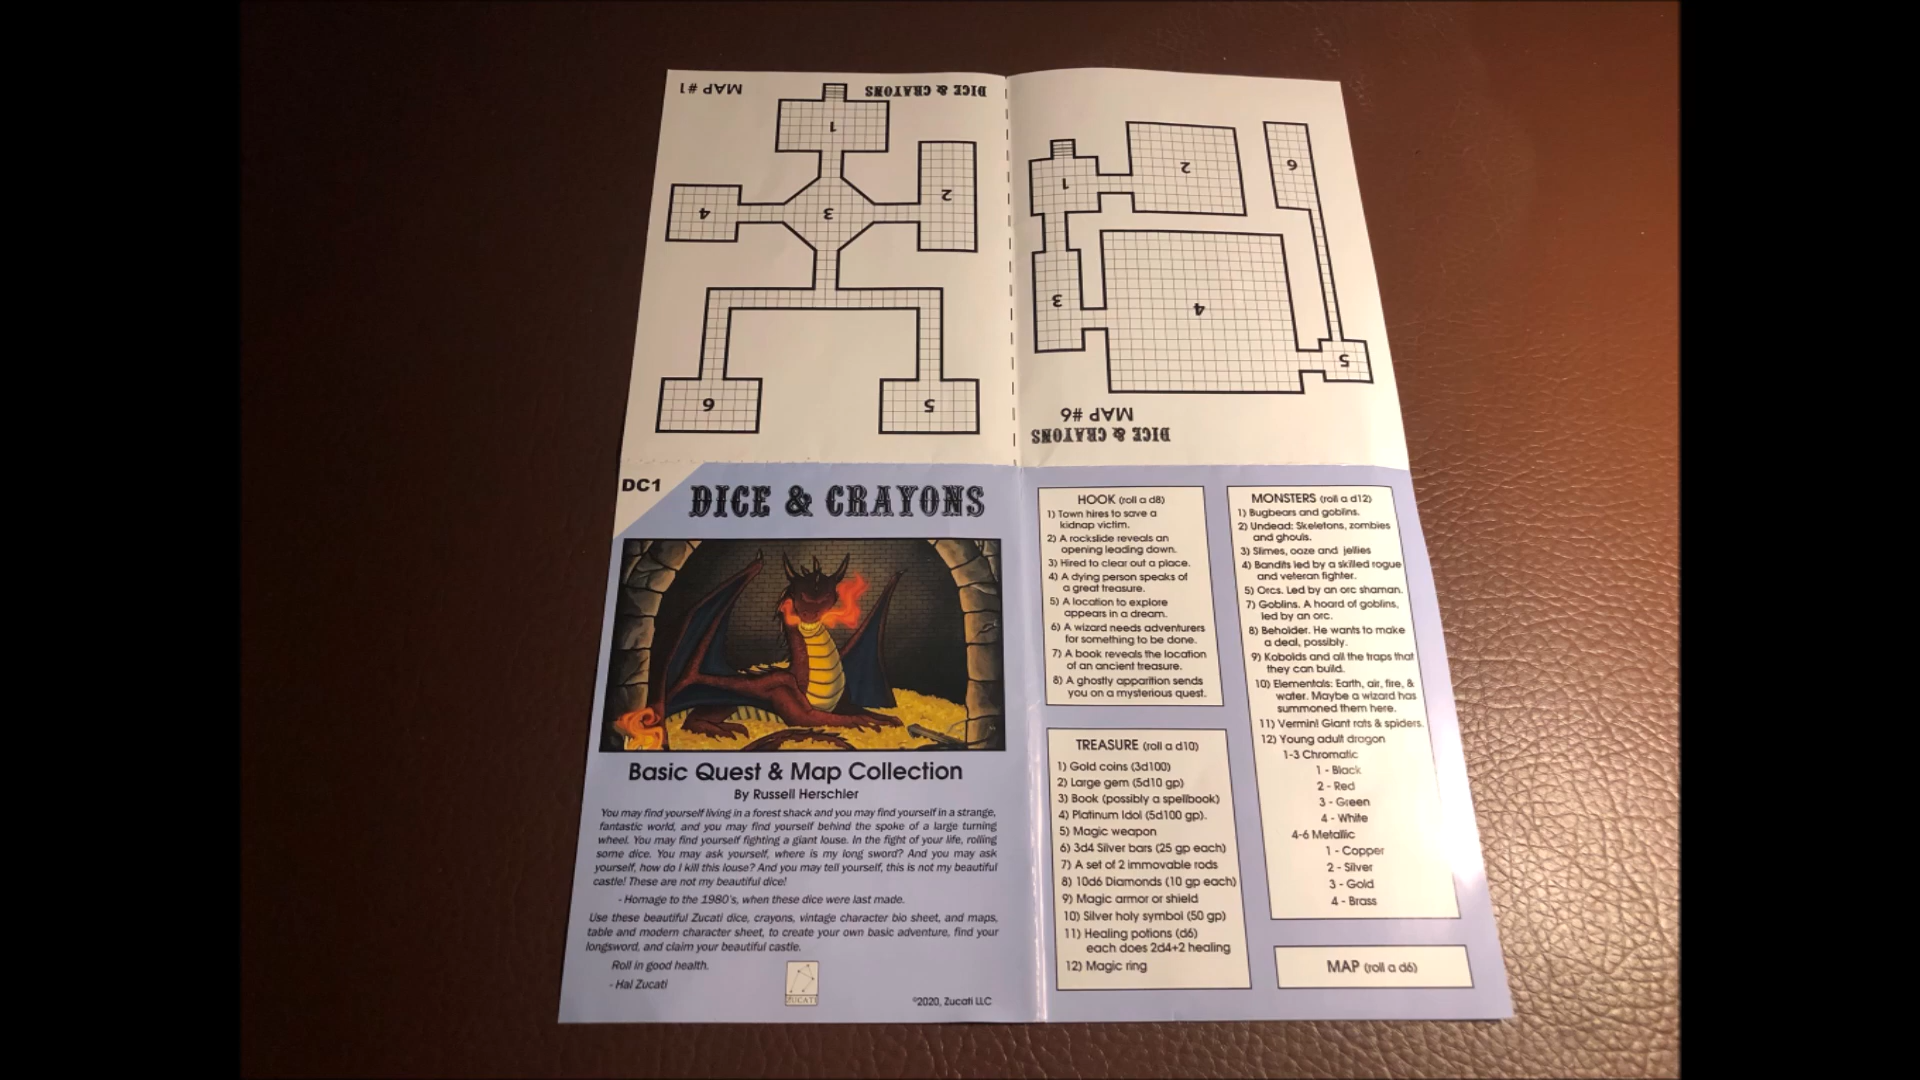 MAP #1
DICE & CRAYONS
1
2
3
4
5
6
1
2
3
4
5
6
MAP #6
DICE & CRAYONS
DC1
DICE & CRAYONS
Basic Quest & Map Collection
By Russell Herschler
You may find yourself living in a forest shack and you may find yourself in a strange,
fantastic world, and you may find yourself behind the spoke of a large turning
wheel. You may find yourself fighting a giant louse. In the fight of your life, rolling
some dice. You may ask yourself, where is my long sword? And you may ask
yourself, how do I kill this louse? And you may tell yourself, this is not my beautiful
castle! These are not my beautiful dice!
- Homage to the 1980's, when these dice were last made.
Use these beautiful Zucati dice, crayons, vintage character bio sheet, and maps,
table and modern character sheet, to create your own basic adventure, find your
longsword, and claim your beautiful castle.
Roll in good health.
- Hal Zucati
ZUCATI
©2020, Zucati LLC
HOOK (roll a d8)
1) Town hires to save a
kidnap victim.
2) A rockslide reveals an
opening leading down.
3) Hired to clear out a place.
4) A dying person speaks of
a great treasure.
5) A location to explore
appears in a dream.
6) A wizard needs adventurers
for something to be done.
7) A book reveals the location
of an ancient treasure.
8) A ghostly apparition sends
you on a mysterious quest.
TREASURE (roll a d10)
1) Gold coins (3d100)
2) Large gem (5d10 gp)
3) Book (possibly a spellbook)
4) Platinum Idol (5d100 gp).
5) Magic weapon
6) 3d4 Silver bars (25 gp each)
7) A set of 2 immovable rods
8) 10d6 Diamonds (10 gp each)
9) Magic armor or shield
10) Silver holy symbol (50 gp)
11) Healing potions (d6)
each does 2d4+2 healing
12) Magic ring
MONSTERS (roll a d12)
1) Bugbears and goblins.
2) Undead: Skeletons, zombies
and ghouls.
3) Slimes, ooze and jellies
4) Bandits led by a skilled rogue
and veteran fighter.
5) Orcs. Led by an orc shaman.
7) Goblins. A hoard of goblins,
led by an orc.
8) Beholder. He wants to make
a deal, possibly.
9) Kobolds and all the traps that
they can build.
10) Elementals: Earth, air, fire, &
water. Maybe a wizard has
summoned them here.
11) Vermin! Giant rats & spiders.
12) Young adult dragon
1-3 Chromatic
1 - Black
2 - Red
3 - Green
4 - White
4-6 Metallic
1 - Copper
2 - Silver
3 - Gold
4 - Brass
MAP (roll a d6)